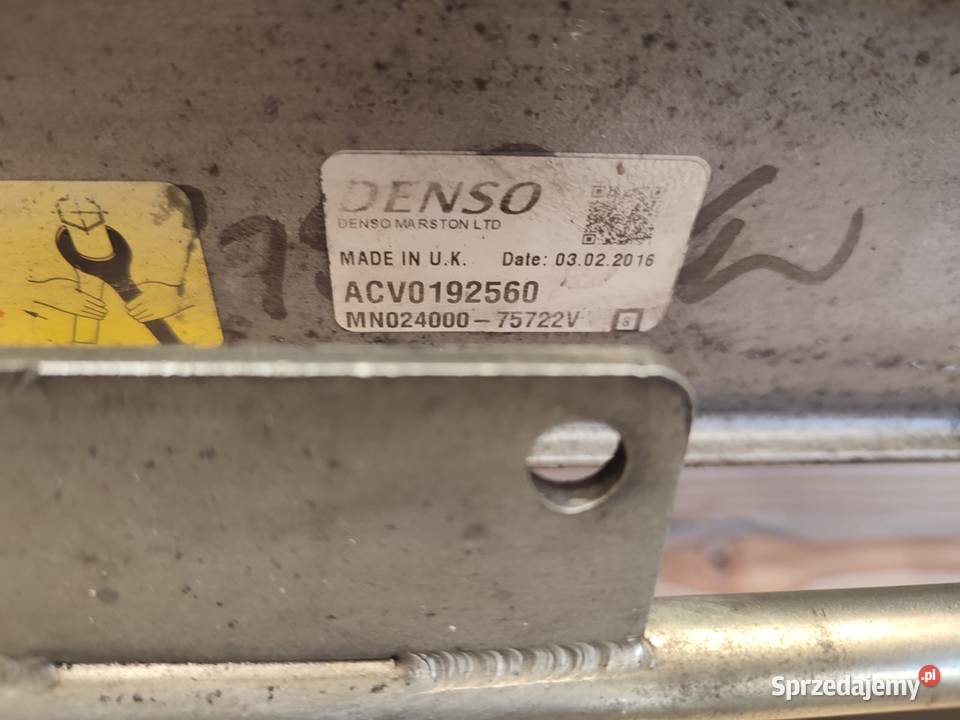 DENSO
DENSO MARSTON LTD
MADE IN U.K. Date: 03.02.2016
ACV0192560
MN024000-75722V S
Sprzedajemy.pl